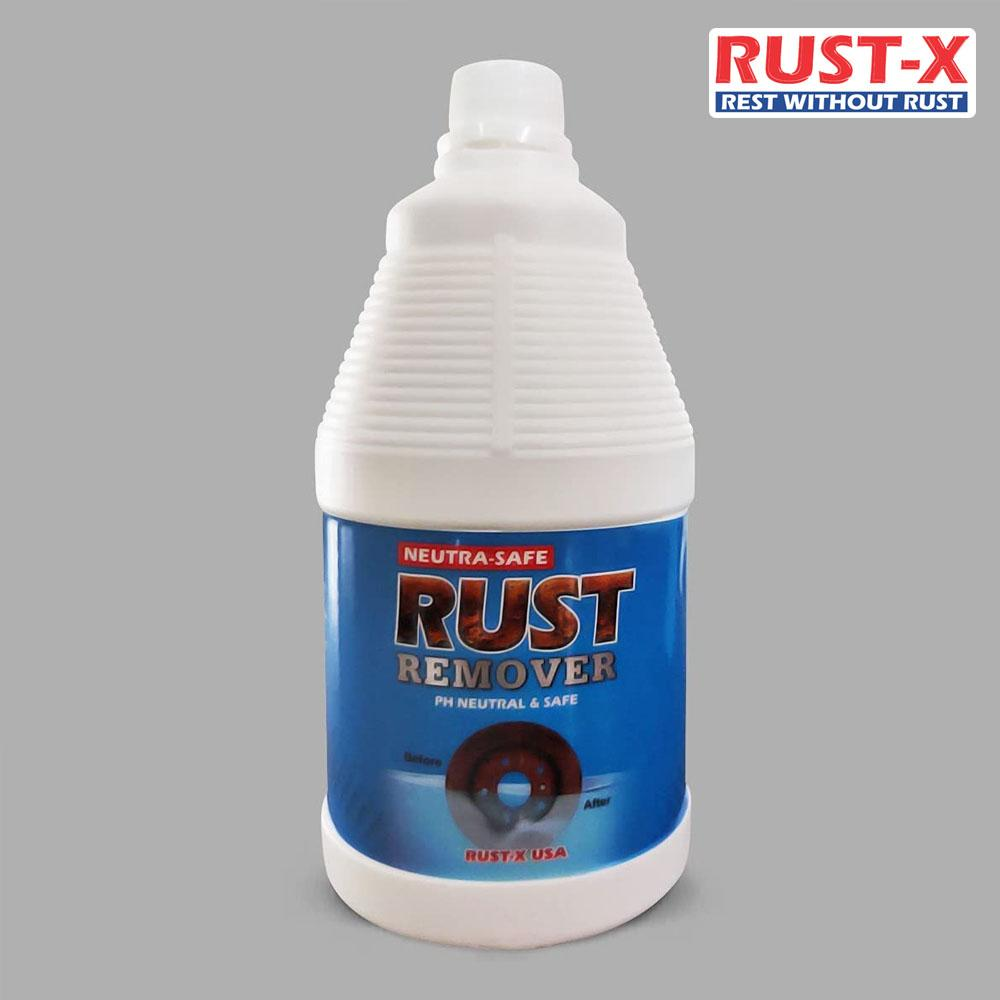 RUST-X
REST WITHOUT RUST
NEUTRA-SAFE
RUST
REMOVER
PH NEUTRAL & SAFE
Before
After
RUST-X USA